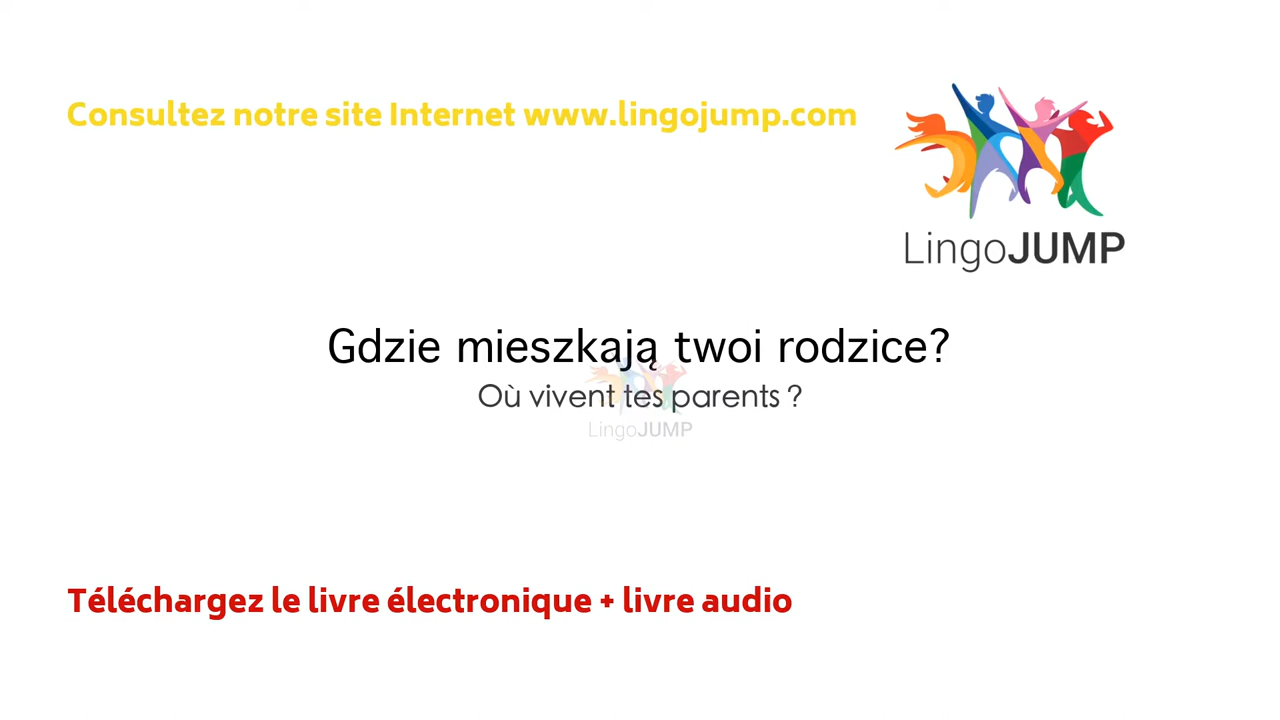 Consultez notre site Internet www.lingojump.com
LingoJUMP
Gdzie mieszkają twoi rodzice?
Où vivent tes parents ?
LingoJUMP
Téléchargez le livre électronique + livre audio